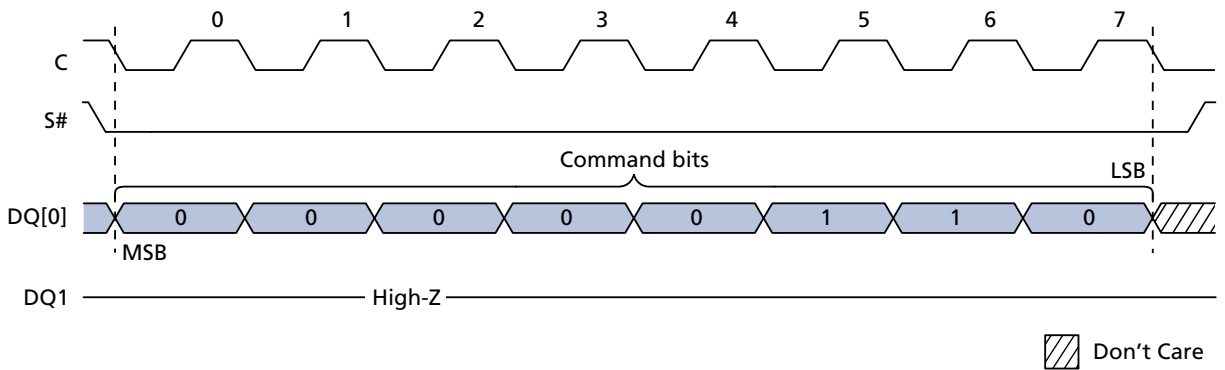 0 1 2 3 4 5 6 7
C
S#
Command bits
LSB
DQ[0] 0 0 0 0 0 1 1 0
MSB
DQ1 High-Z
Don't Care